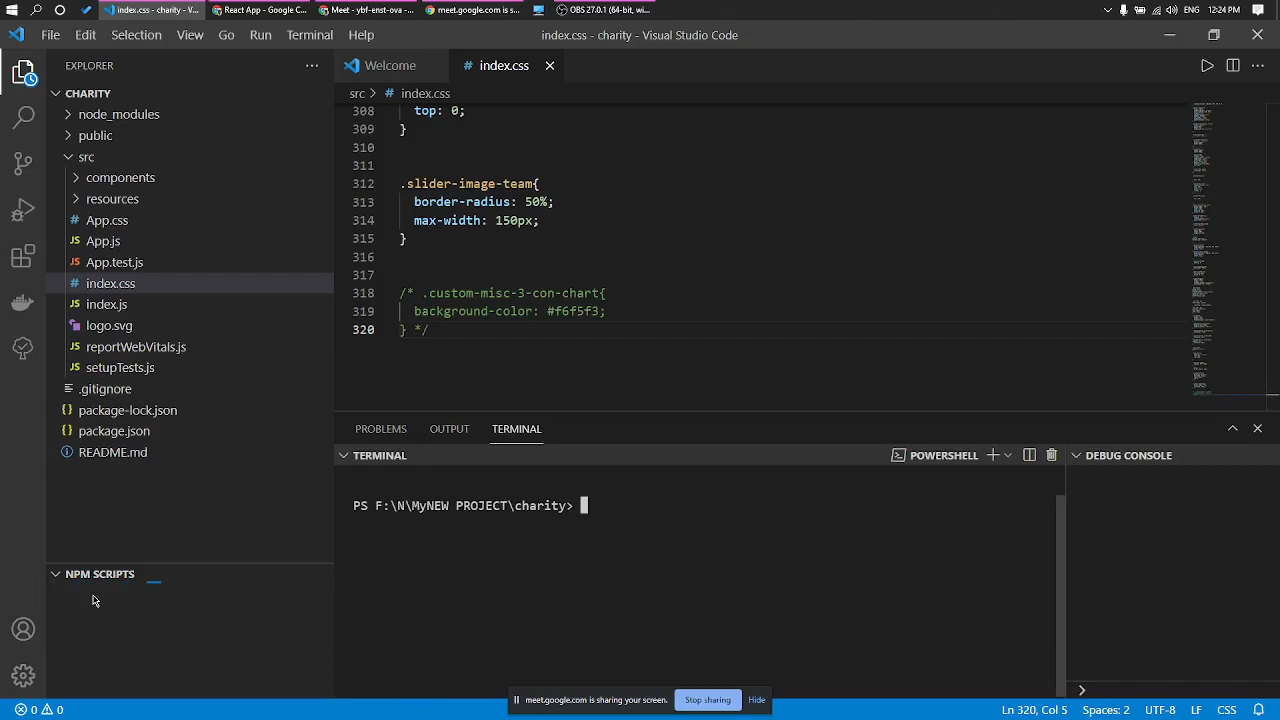 index.css - charity - V...
React App - Google C...
Meet - ybf-enst-ova - ...
meet.google.com is s...
OBS 27.0.1 (64-bit, wi...
ENG
12:24 PM
File
Edit
Selection
View
Go
Run
Terminal
Help
index.css - charity - Visual Studio Code
EXPLORER
CHARITY
node_modules
public
src
components
resources
# App.css
JS App.js
JS App.test.js
# index.css
JS index.js
logo.svg
JS reportWebVitals.js
JS setupTests.js
.gitignore
{} package-lock.json
{} package.json
README.md
NPM SCRIPTS
Welcome
# index.css
src > # index.css
308 top: 0;
309 }
310
311
312 .slider-image-team{
313 border-radius: 50%;
314 max-width: 150px;
315 }
316
317
318 /* .custom-misc-3-con-chart{
319 background-color: #f6f5f3;
320 } */
PROBLEMS
OUTPUT
TERMINAL
TERMINAL
POWERSHELL
DEBUG CONSOLE
PS F:\N\MyNEW PROJECT\charity>
meet.google.com is sharing your screen.
Stop sharing
Hide
0 0
Ln 320, Col 5
Spaces: 2
UTF-8
LF
CSS